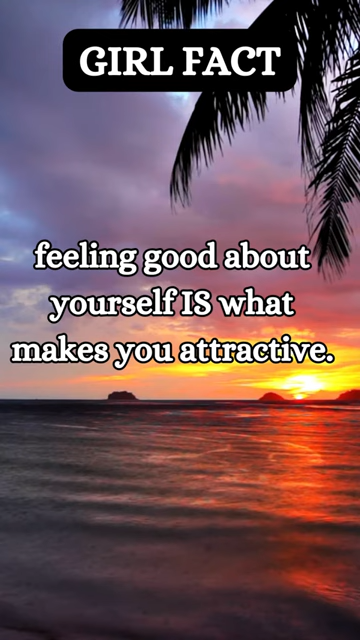 GIRL FACT
feeling good about
yourself IS what
makes you attractive.